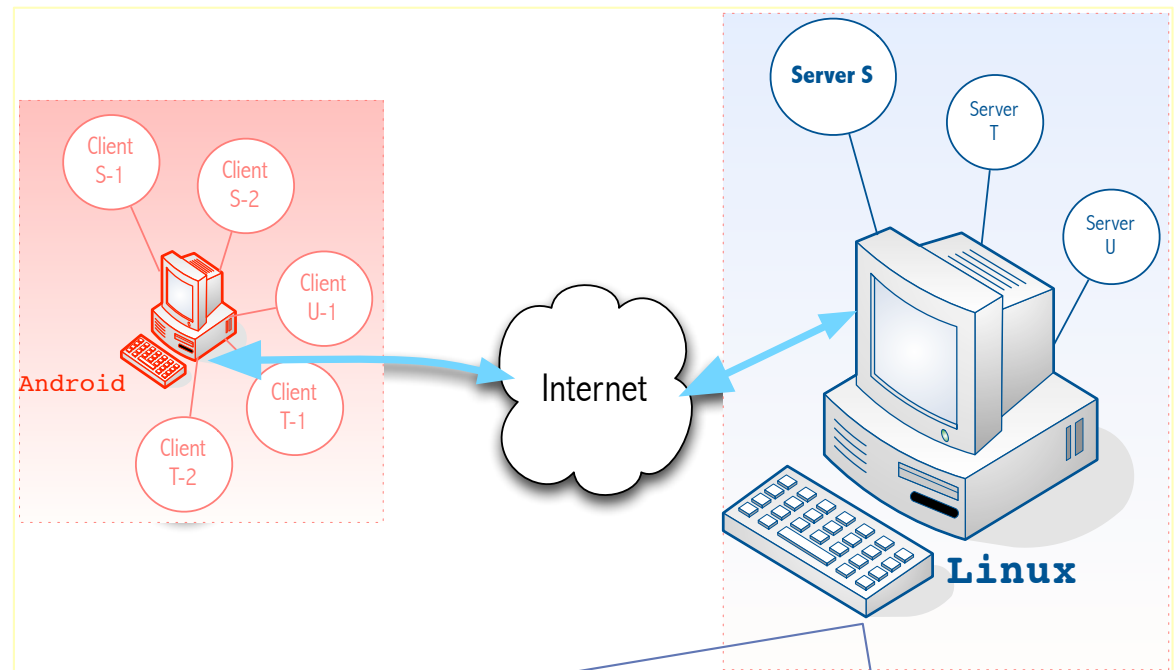 Client
S-1
Client
S-2
Client
U-1
Client
T-1
Client
T-2
Android
Internet
Server S
Server
T
Server
U
Linux